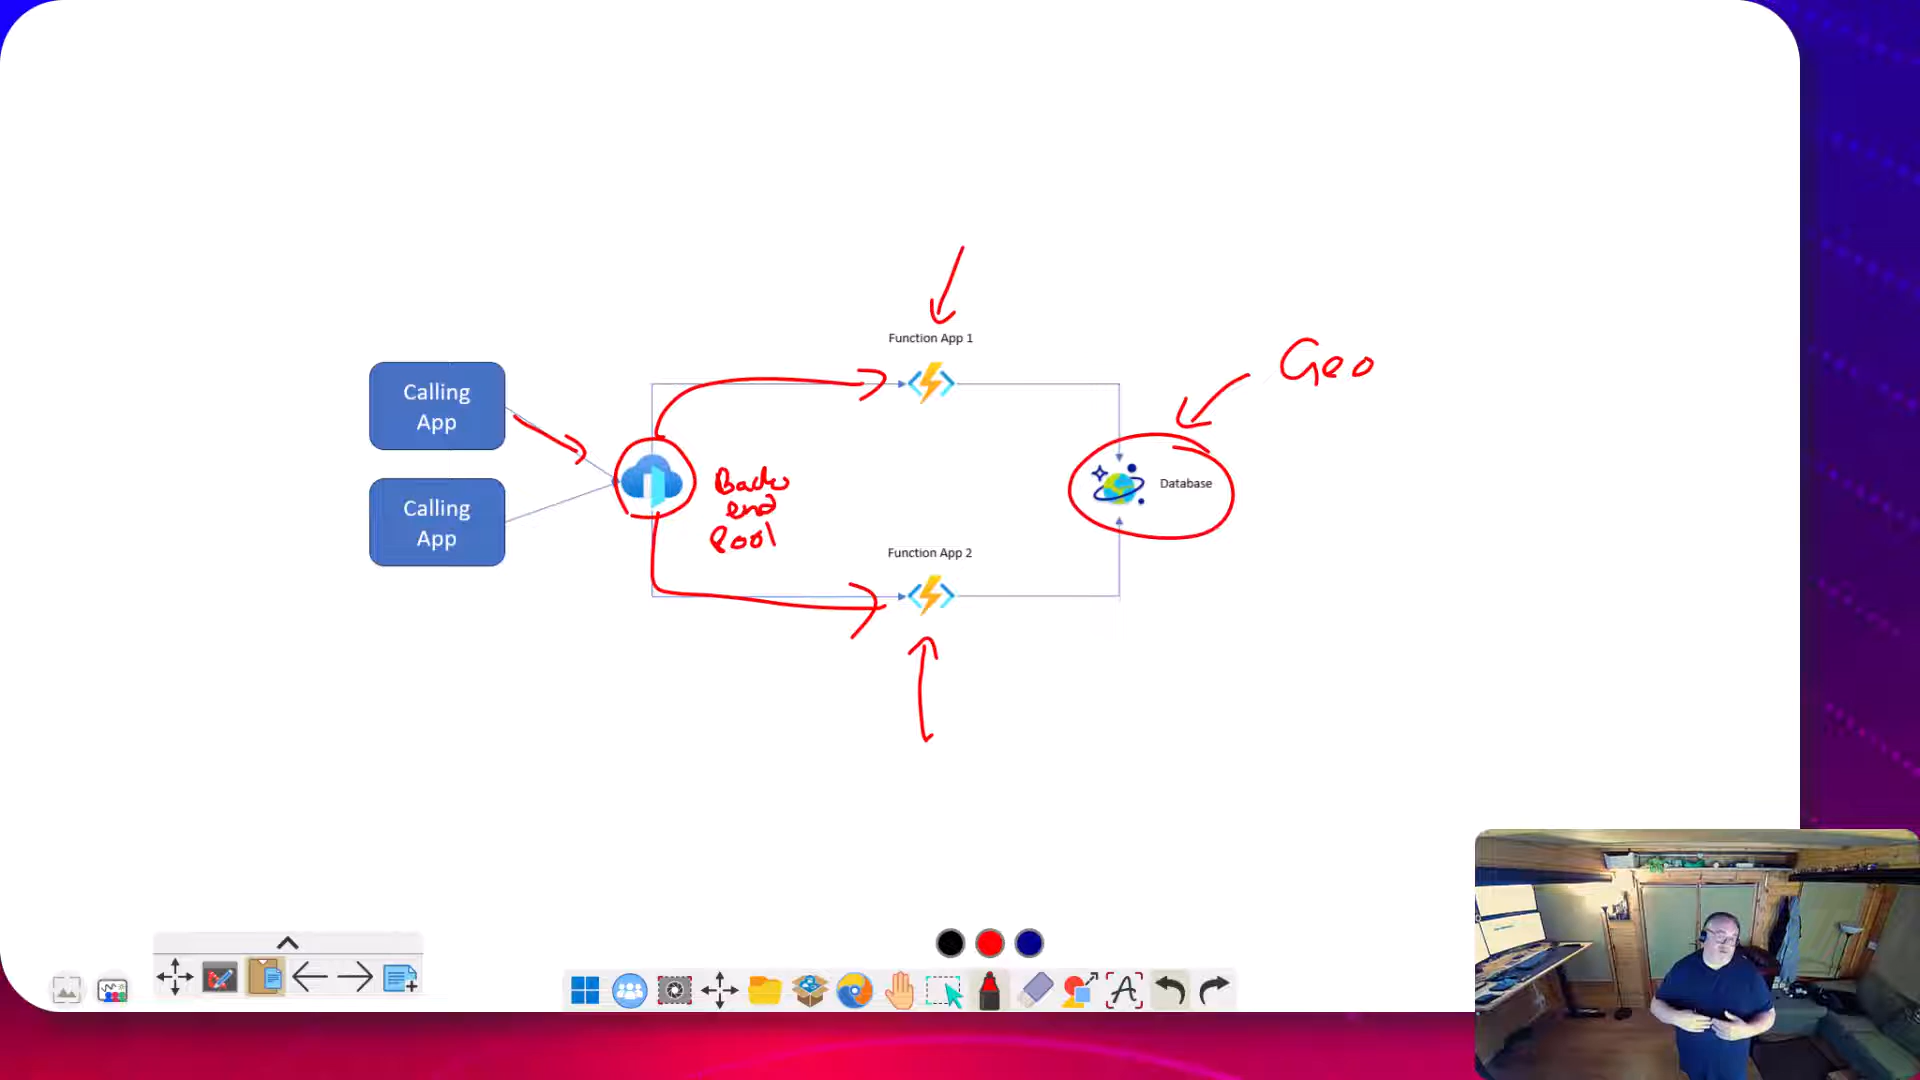 Function App 1
Geo
Calling
App
Back
end
Pool
Database
Calling
App
Function App 2